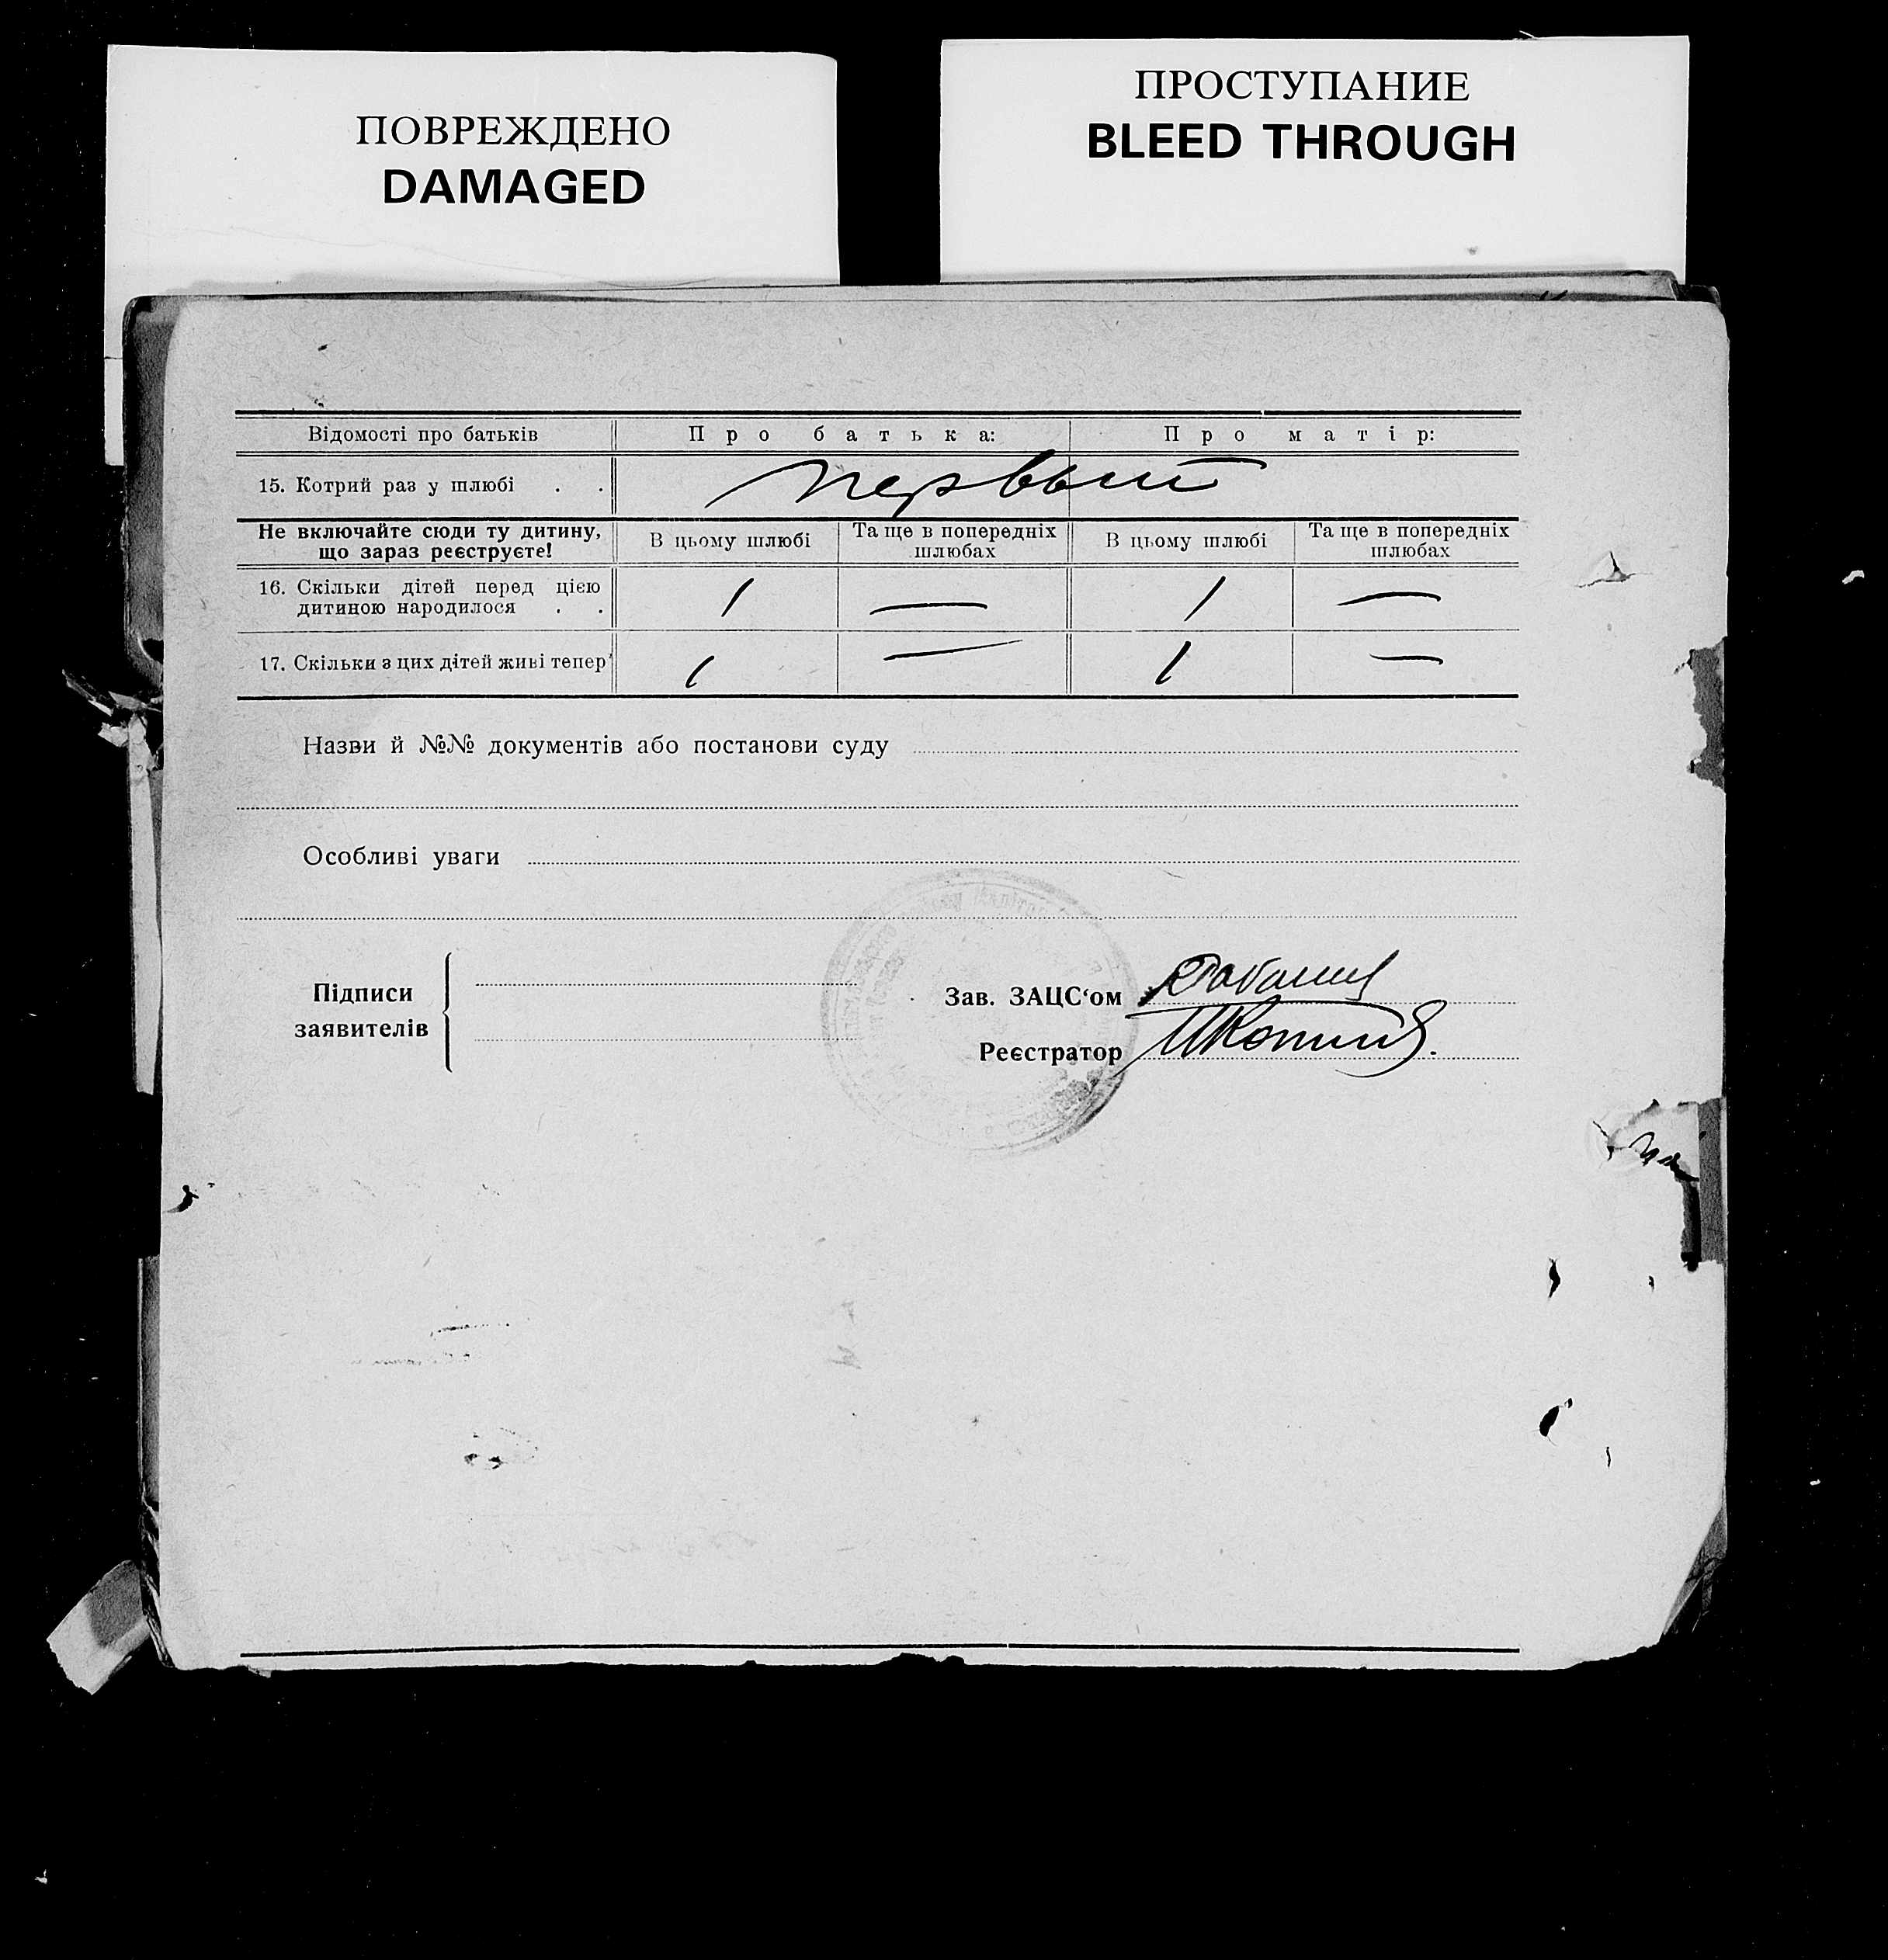 ПОВРЕЖДЕНО
DAMAGED
ПРОСТУПАНИЕ
BLEED THROUGH
Відомості про батьків Про батька: Про матір:
15. Котрий раз у шлюбі . . первый
Не включайте сюди ту дитину, що зараз реєструєте! В цьому шлюбі Та ще в попередніх шлюбах В цьому шлюбі Та ще в попередніх шлюбах
16. Скільки дітей перед цією дитиною народилося . . 1 — 1 —
17. Скільки з цих дітей живі тепер 1 — 1 —
Назви й №№ документів або постанови суду
Особливі уваги
Підписи заявителів
Зав. ЗАЦС‘ом
Реєстратор